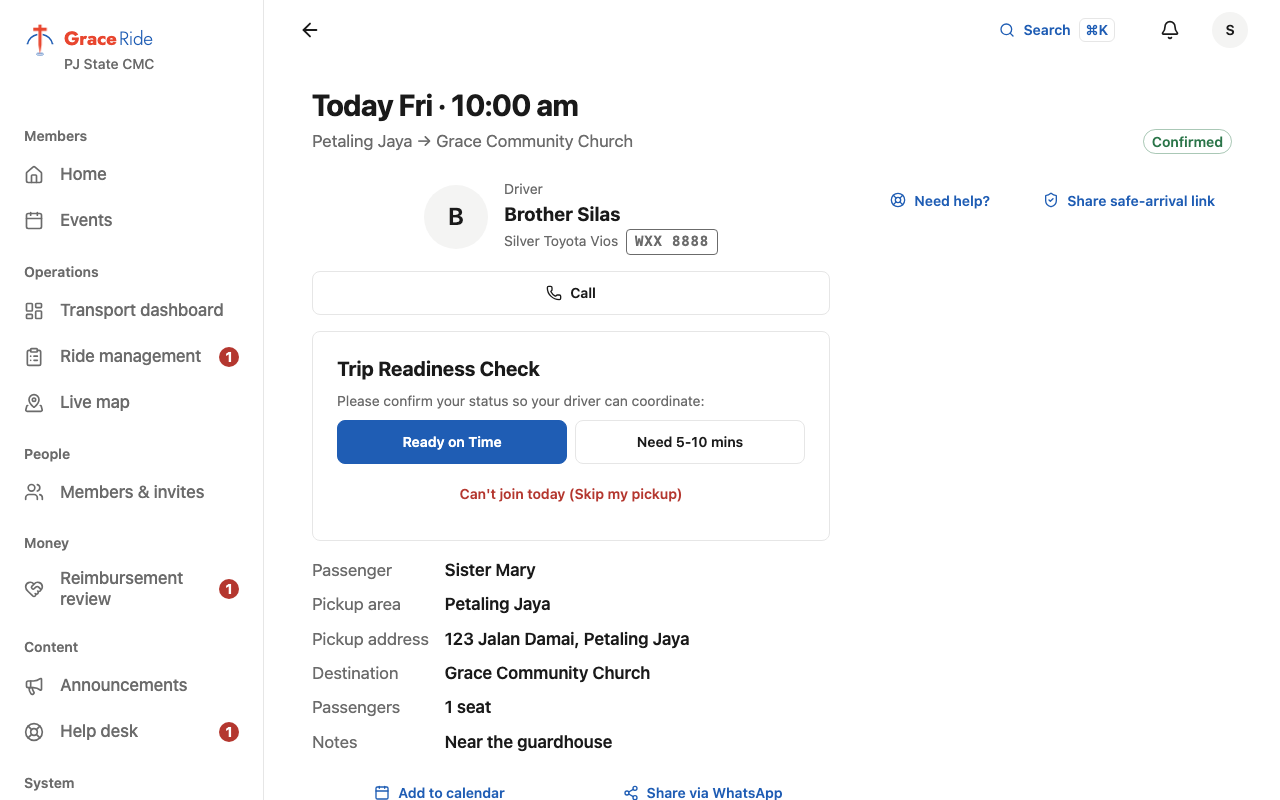 Grace Ride
PJ State CMC
Members
Home
Events
Operations
Transport dashboard
Ride management 1
Live map
People
Members & invites
Money
Reimbursement review 1
Content
Announcements
Help desk 1
System
Search ⌘K
S
Today Fri · 10:00 am
Petaling Jaya → Grace Community Church
Confirmed
B
Driver
Brother Silas
Silver Toyota Vios WXX 8888
Need help?
Share safe-arrival link
Call
Trip Readiness Check
Please confirm your status so your driver can coordinate:
Ready on Time
Need 5-10 mins
Can't join today (Skip my pickup)
Passenger Sister Mary
Pickup area Petaling Jaya
Pickup address 123 Jalan Damai, Petaling Jaya
Destination Grace Community Church
Passengers 1 seat
Notes Near the guardhouse
Add to calendar
Share via WhatsApp